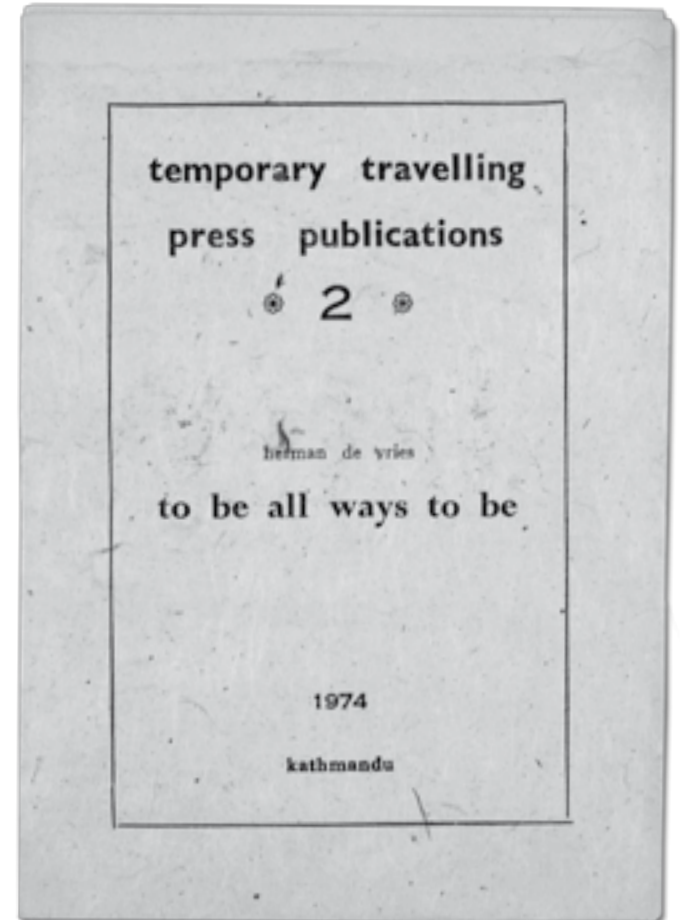 temporary travelling
press publications
2
herman de vries
to be all ways to be
1974
kathmandu